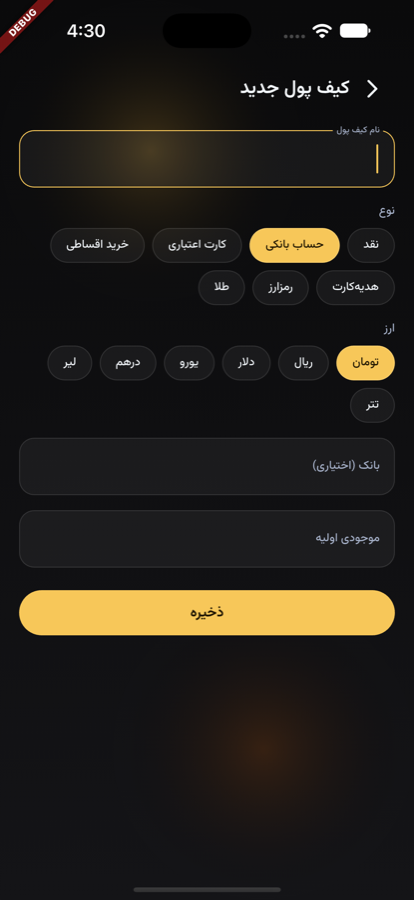 DEBUG
4:30
کیف پول جدید
نام کیف پول
نوع
نقد حساب بانکی کارت اعتباری خرید اقساطی
هدیه‌کارت رمزارز طلا
ارز
تومان ریال دلار یورو درهم لیر
تتر
بانک (اختیاری)
موجودی اولیه
ذخیره